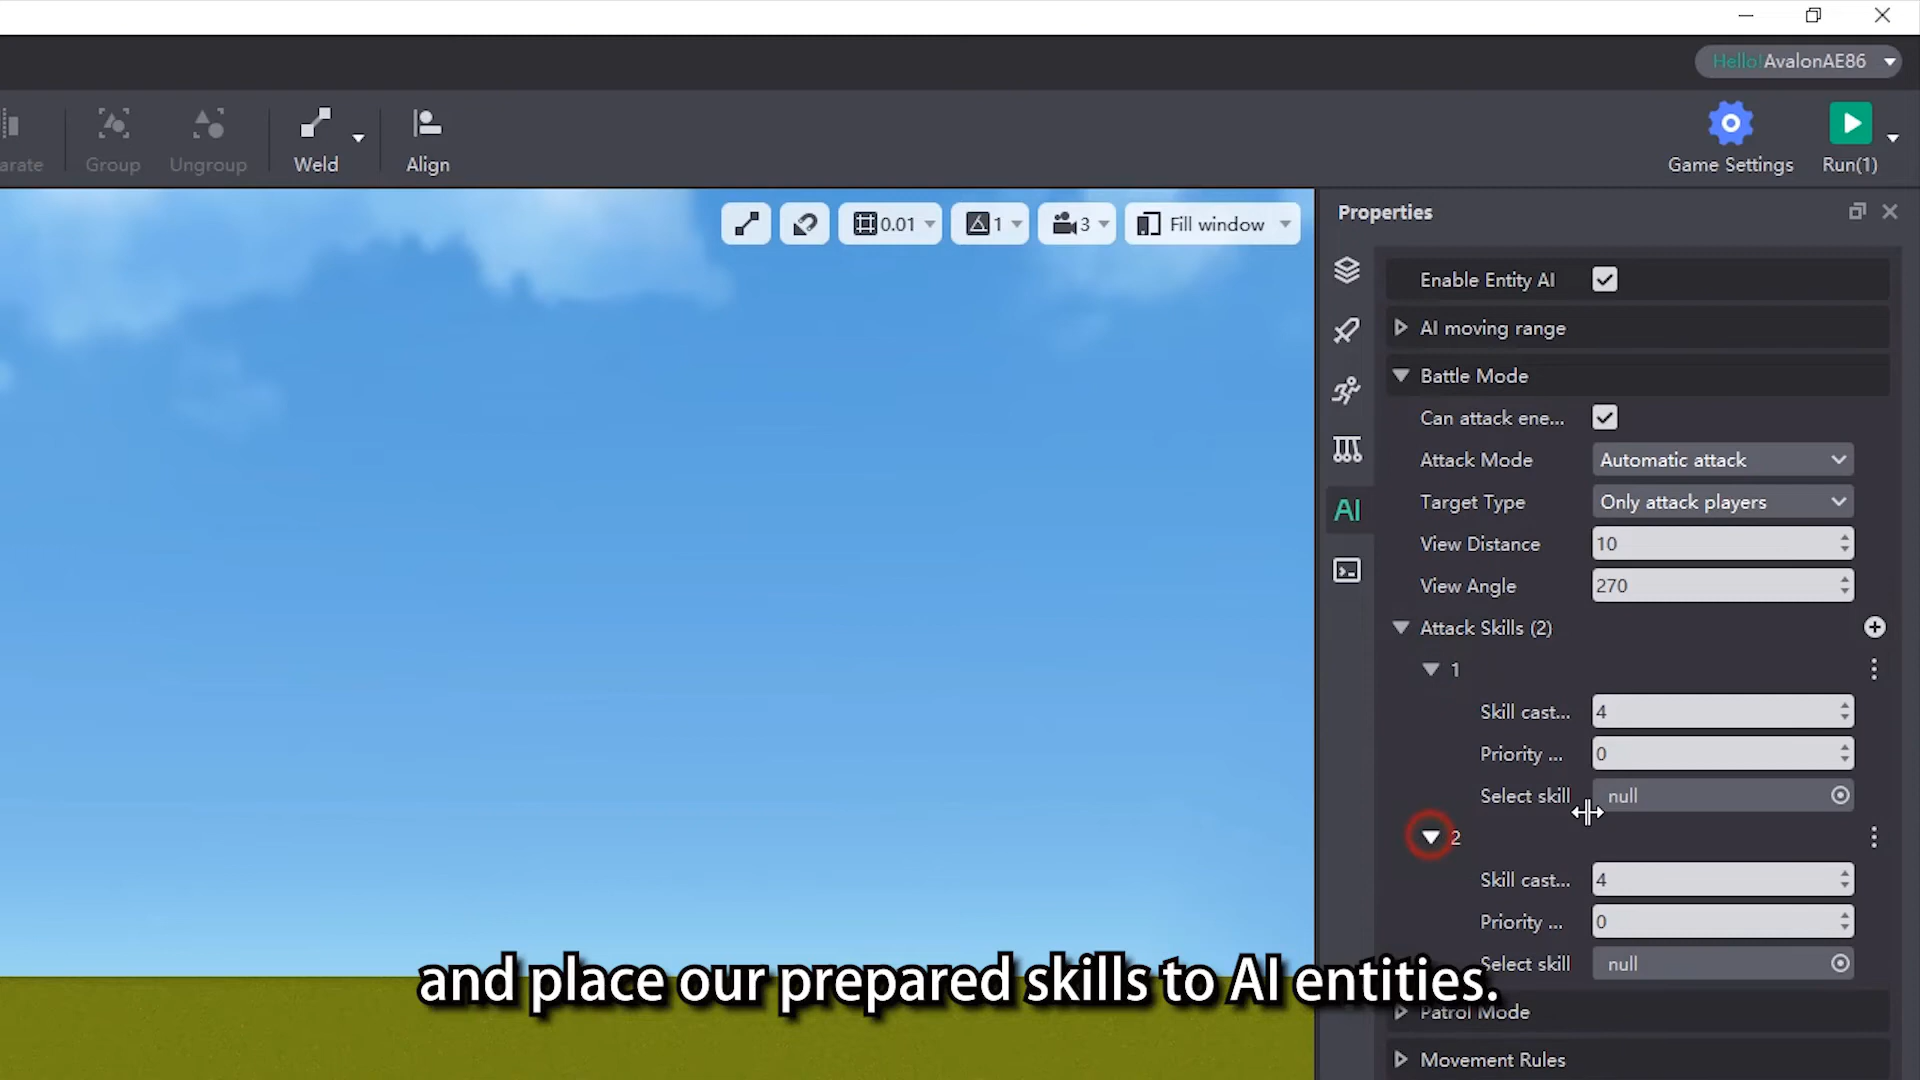 Hello!AvalonAE86
arate
Group
Ungroup
Weld
Align
Game Settings
Run(1)
0.01
1
3
Fill window
Properties
Enable Entity AI
AI moving range
Battle Mode
Can attack ene...
Attack Mode
Automatic attack
Target Type
Only attack players
View Distance
10
View Angle
270
AI
Attack Skills (2)
1
Skill cast...
4
Priority ...
0
Select skill
null
2
Skill cast...
4
Priority ...
0
Select skill
null
and place our prepared skills to AI entities.
Patrol Mode
Movement Rules